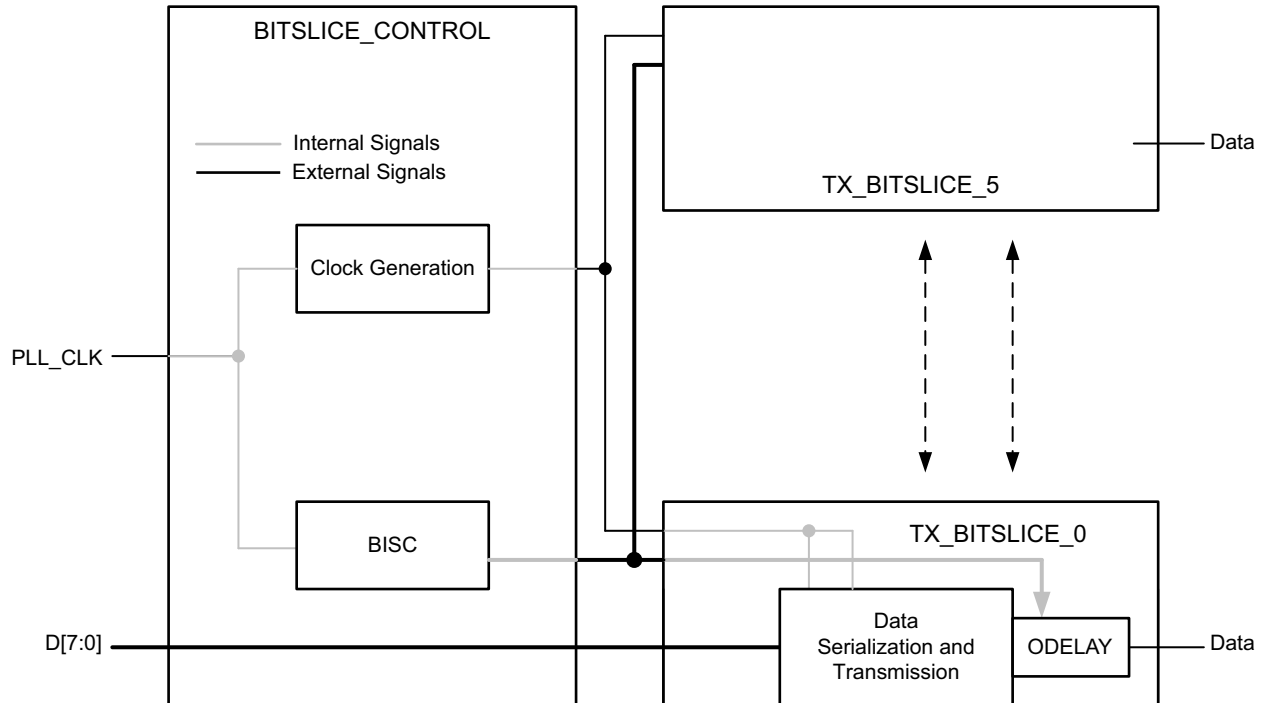 BITSLICE_CONTROL
Internal Signals
External Signals
Data
TX_BITSLICE_5
Clock Generation
PLL_CLK
BISC
TX_BITSLICE_0
D[7:0]
Data
Serialization and
Transmission
ODELAY
Data